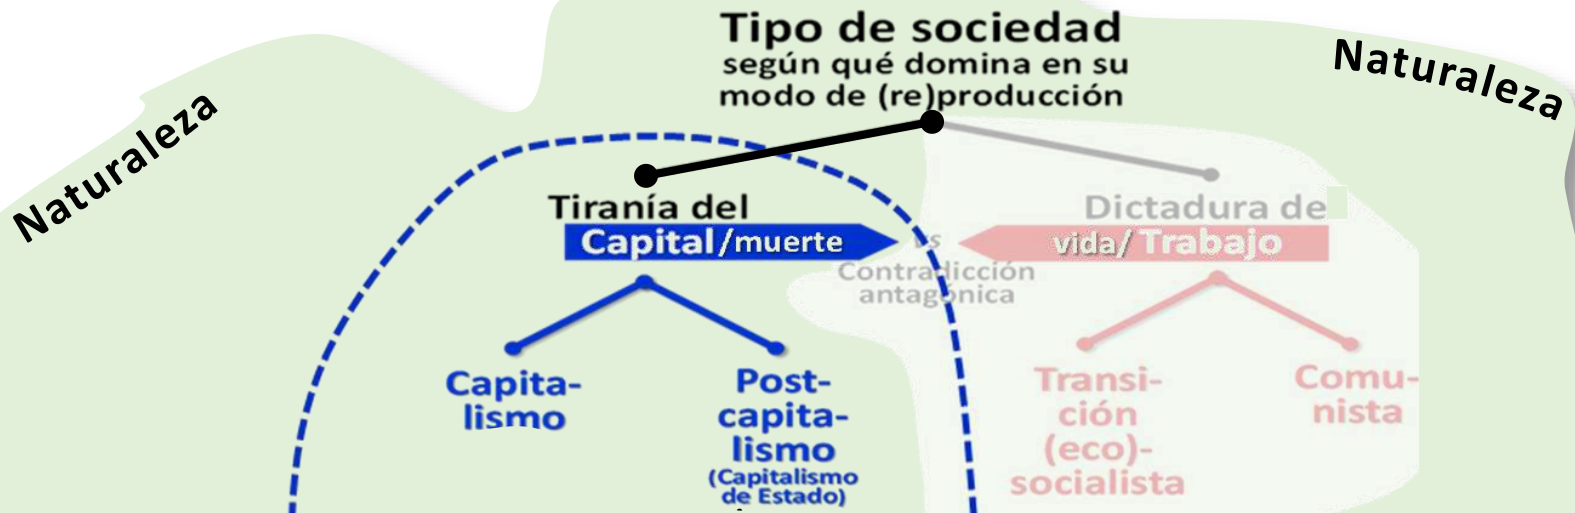 Tipo de sociedad
según qué domina en su
modo de (re)producción
Naturaleza
Naturaleza
Tiranía del
Capital/muerte
vs
Contradicción
antagónica
Dictadura de
vida/ Trabajo
Capita-
lismo
Post-
capita-
lismo
(Capitalismo
de Estado)
Transi-
ción
(eco)-
socialista
Comu-
nista